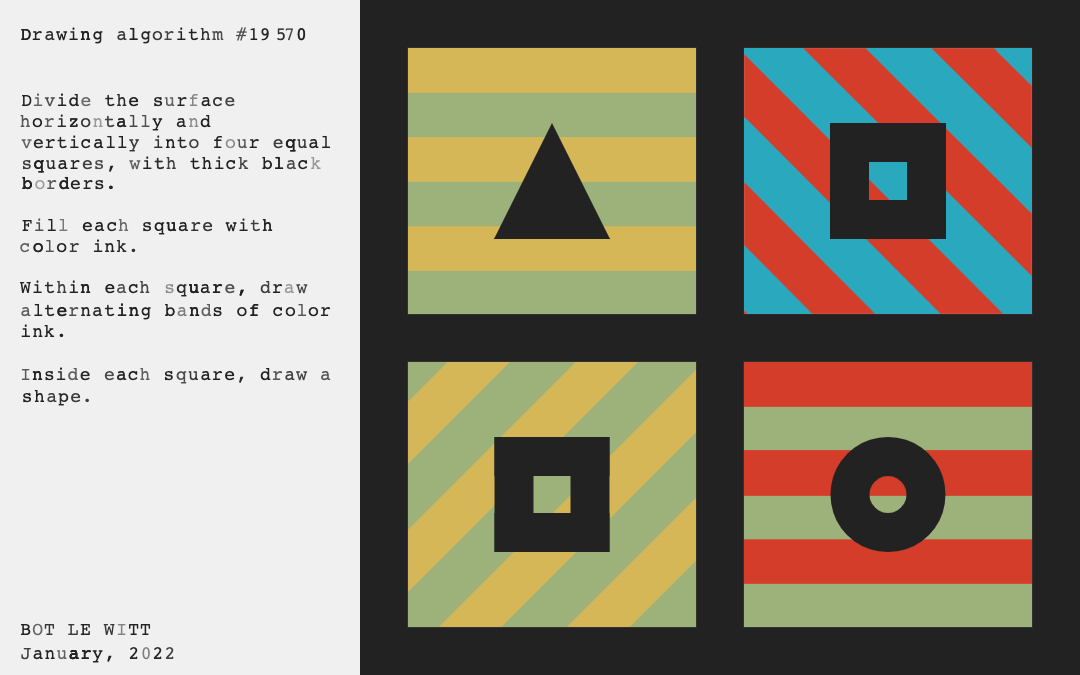 Drawing algorithm #19570
Divide the surface
horizontally and
vertically into four equal
squares, with thick black
borders.
Fill each square with
color ink.
Within each square, draw
alternating bands of color
ink.
Inside each square, draw a
shape.
BOT LE WITT
January, 2022